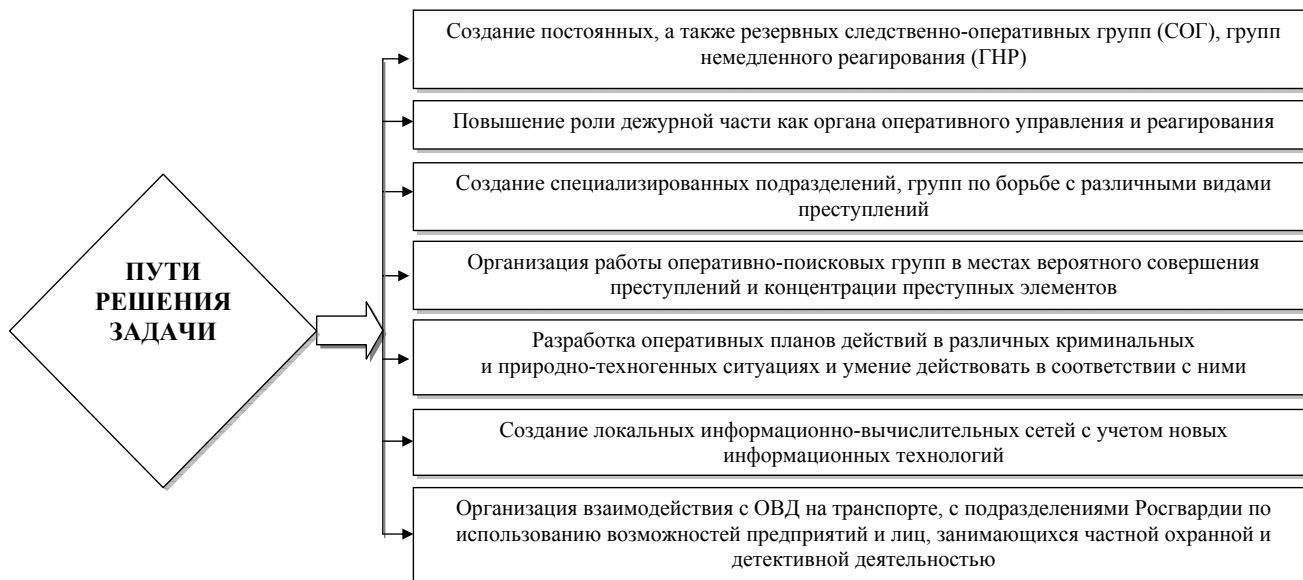 ПУТИ
РЕШЕНИЯ
ЗАДАЧИ
Создание постоянных, а также резервных следственно-оперативных групп (СОГ), групп
немедленного реагирования (ГНР)
Повышение роли дежурной части как органа оперативного управления и реагирования
Создание специализированных подразделений, групп по борьбе с различными видами
преступлений
Организация работы оперативно-поисковых групп в местах вероятного совершения
преступлений и концентрации преступных элементов
Разработка оперативных планов действий в различных криминальных
и природно-техногенных ситуациях и умение действовать в соответствии с ними
Создание локальных информационно-вычислительных сетей с учетом новых
информационных технологий
Организация взаимодействия с ОВД на транспорте, с подразделениями Росгвардии по
использованию возможностей предприятий и лиц, занимающихся частной охранной и
детективной деятельностью